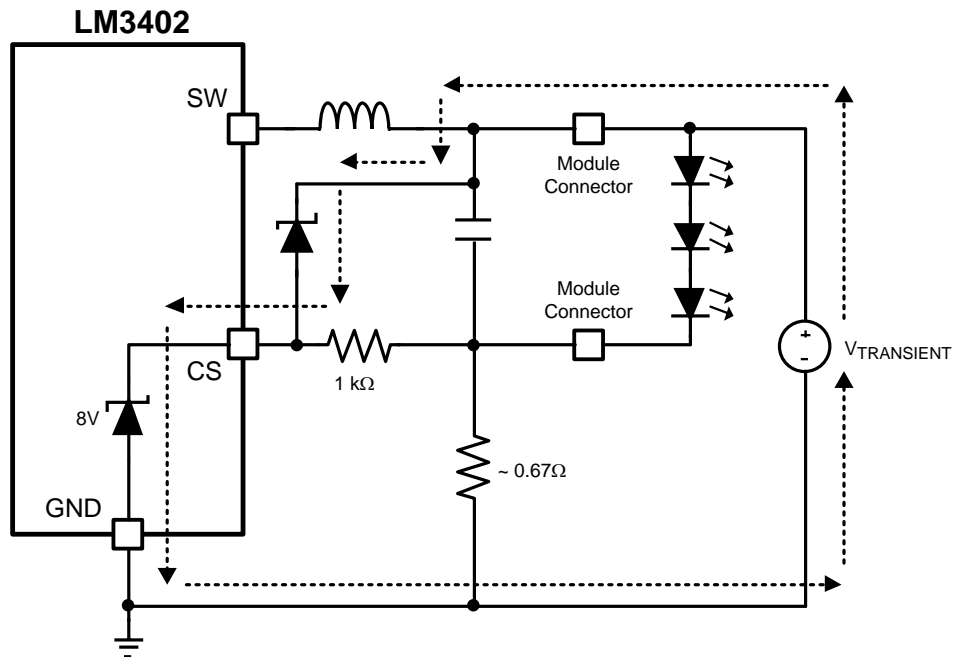 LM3402
SW
Module
Connector
Module
Connector
+
-
VTRANSIENT
CS
1 kΩ
8V
~ 0.67Ω
GND